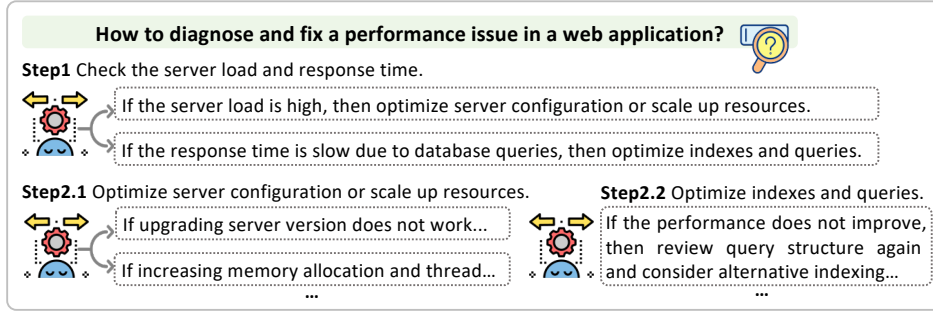 How to diagnose and fix a performance issue in a web application?
Step1 Check the server load and response time.
If the server load is high, then optimize server configuration or scale up resources.
If the response time is slow due to database queries, then optimize indexes and queries.
Step2.1 Optimize server configuration or scale up resources.
If upgrading server version does not work...
If increasing memory allocation and thread...
...
Step2.2 Optimize indexes and queries.
If the performance does not improve,
then review query structure again
and consider alternative indexing...
...